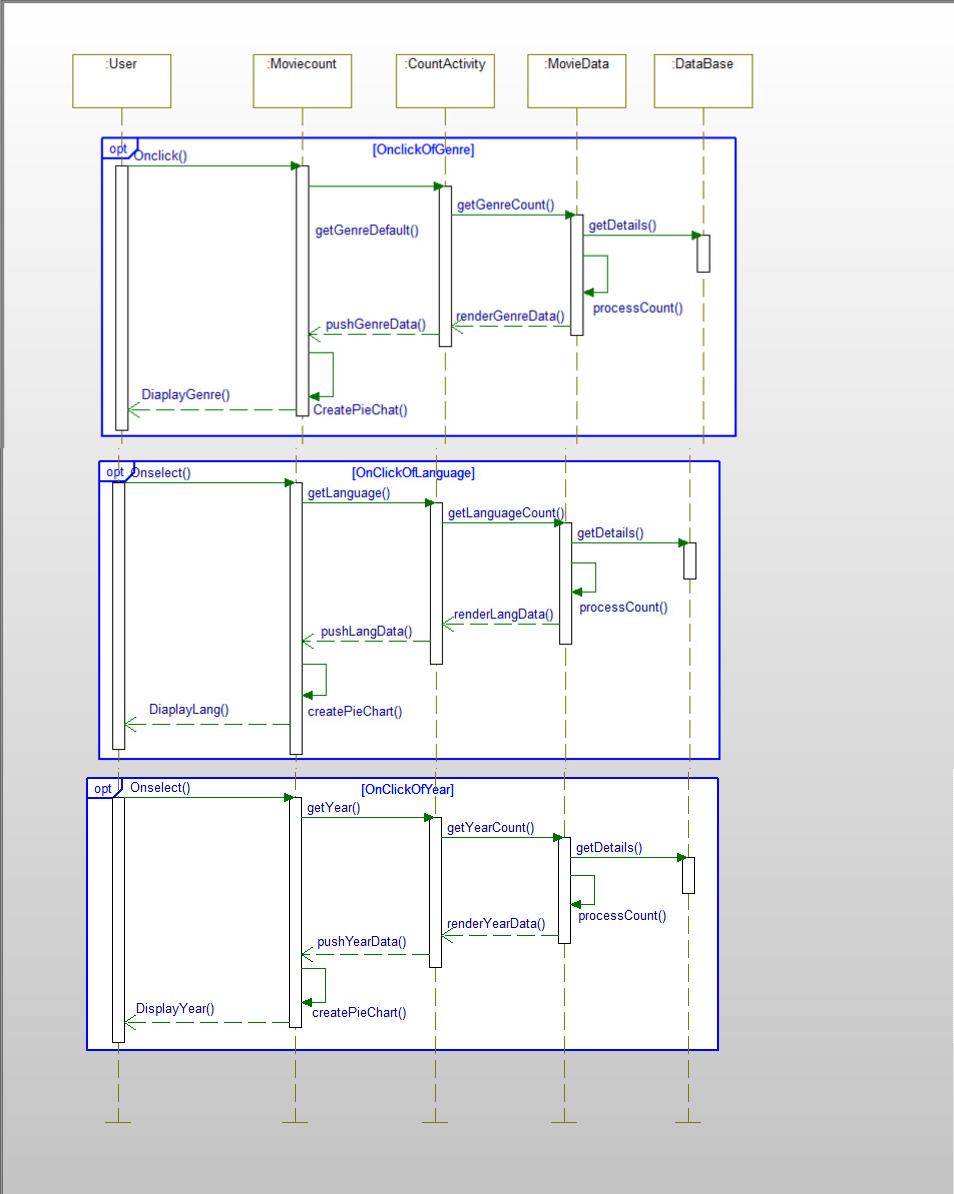 :User
:Moviecount
:CountActivity
:MovieData
:DataBase
opt
[OnclickOfGenre]
Onclick()
getGenreCount()
getDetails()
getGenreDefault()
processCount()
renderGenreData()
pushGenreData()
DiaplayGenre()
CreatePieChat()
opt
Onselect()
[OnClickOfLanguage]
getLanguage()
getLanguageCount()
getDetails()
processCount()
renderLangData()
pushLangData()
DiaplayLang()
createPieChart()
opt
Onselect()
[OnClickOfYear]
getYear()
getYearCount()
getDetails()
processCount()
renderYearData()
pushYearData()
DisplayYear()
createPieChart()